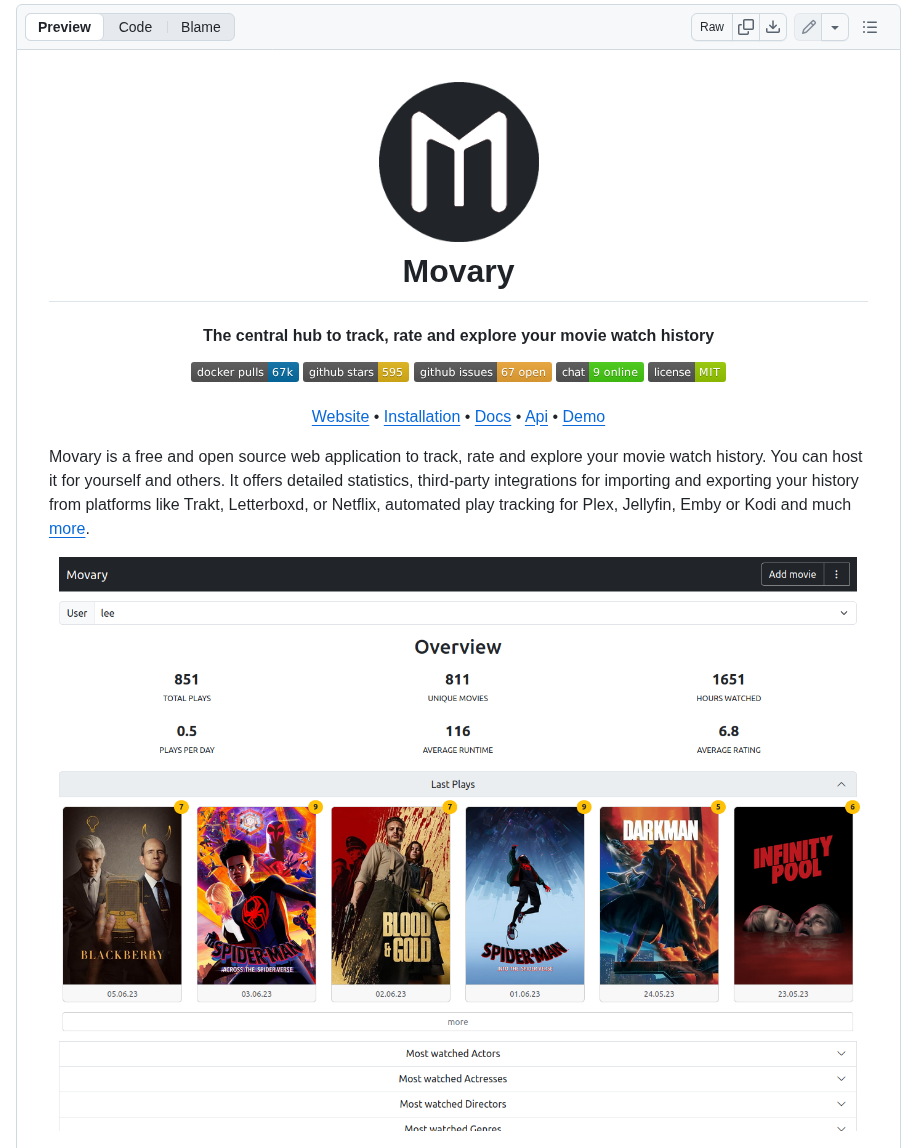 Preview Code Blame Raw
Movary
The central hub to track, rate and explore your movie watch history
docker pulls 67k github stars 595 github issues 67 open chat 9 online license MIT
Website • Installation • Docs • Api • Demo
Movary is a free and open source web application to track, rate and explore your movie watch history. You can host
it for yourself and others. It offers detailed statistics, third-party integrations for importing and exporting your history
from platforms like Trakt, Letterboxd, or Netflix, automated play tracking for Plex, Jellyfin, Emby or Kodi and much
more.
Movary Add movie
User lee
Overview
851 811 1651
TOTAL PLAYS UNIQUE MOVIES HOURS WATCHED
0.5 116 6.8
PLAYS PER DAY AVERAGE RUNTIME AVERAGE RATING
Last Plays
7 9 7 9 5 6
BLACKBERRY
SPIDER-MAN
ACROSS THE SPIDER-VERSE
BLOOD
& GOLD
SPIDER-MAN
INTO THE SPIDER-VERSE
DARKMAN
INFINITY
POOL
05.06.23 03.06.23 02.06.23 01.06.23 24.05.23 23.05.23
more
Most watched Actors
Most watched Actresses
Most watched Directors
Most watched Genres